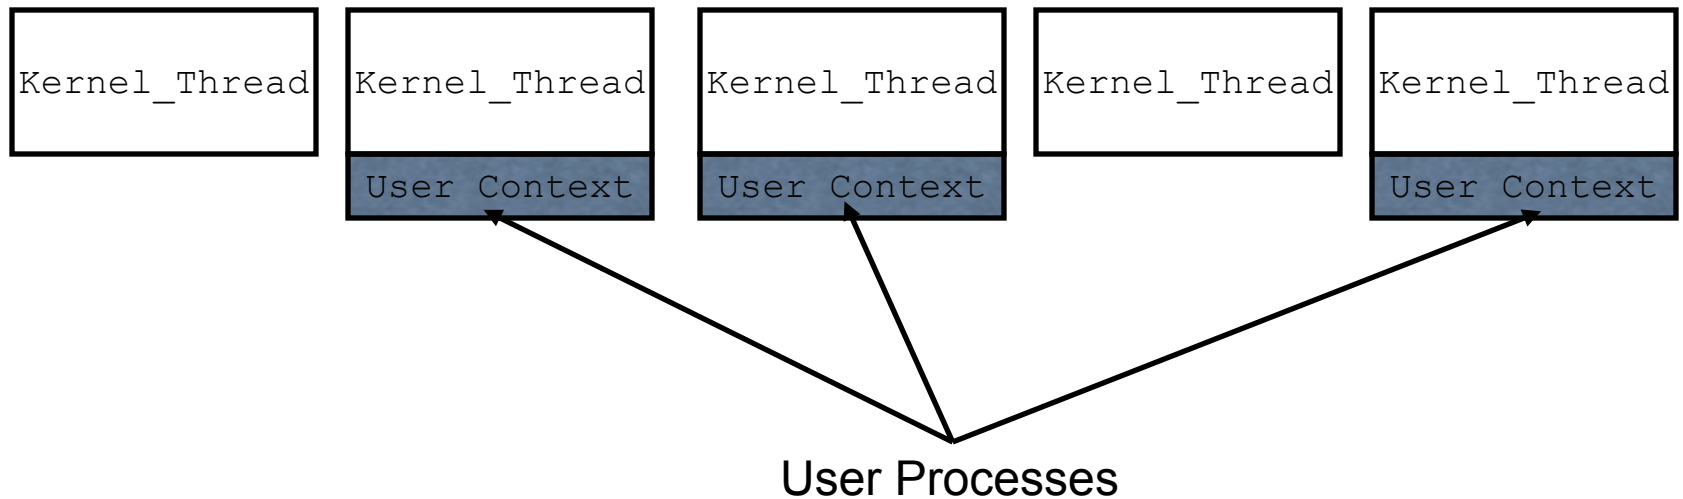 Kernel_Thread Kernel_Thread Kernel_Thread Kernel_Thread Kernel_Thread
User Context User Context User Context
User Processes